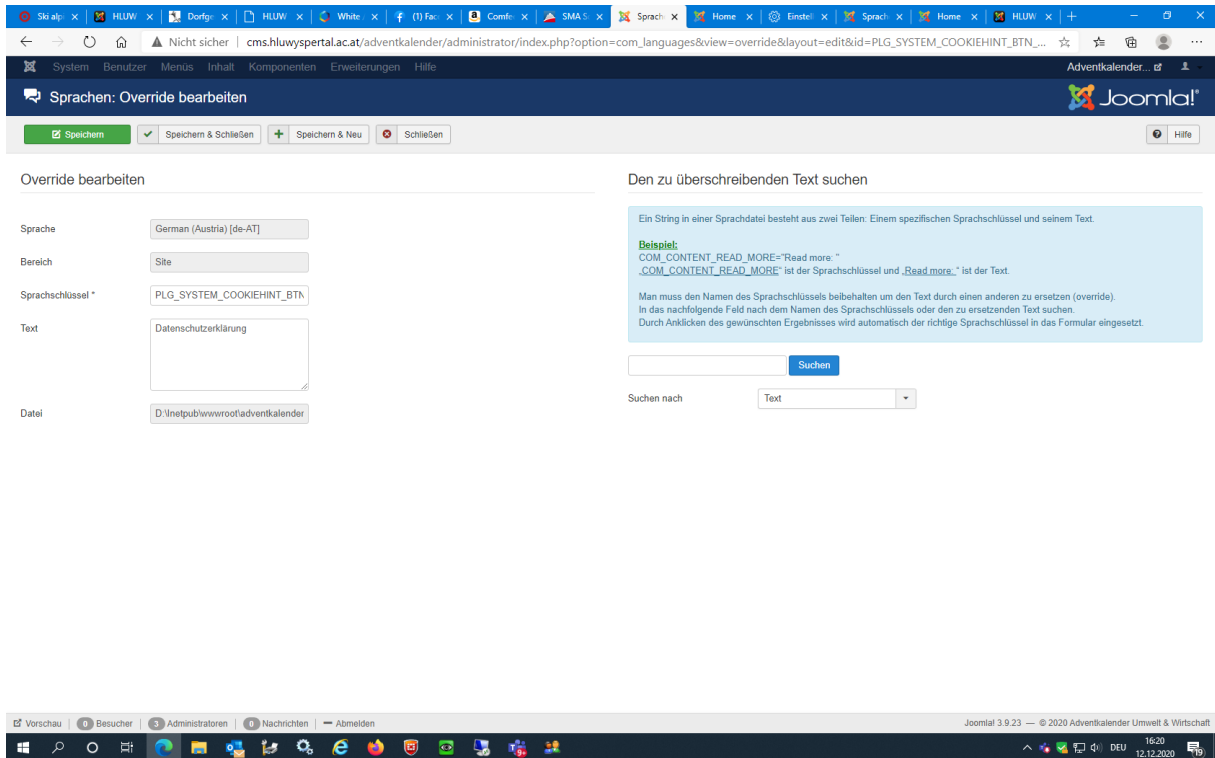 Ski alpi HLUW Dorfge HLUW White (1) Fac Comfe SMA S Sprach Home Einstell Sprach Home HLUW
Nicht sicher cms.hluwyspertal.ac.at/adventkalender/administrator/index.php?option=com_languages&view=override&layout=edit&id=PLG_SYSTEM_COOKIEHINT_BTN_...
System Benutzer Menüs Inhalt Komponenten Erweiterungen Hilfe Adventkalender...
Sprachen: Override bearbeiten Joomla!®
Speichern Speichern & Schließen Speichern & Neu Schließen Hilfe
Override bearbeiten
Sprache German (Austria) [de-AT]
Bereich Site
Sprachschlüssel * PLG_SYSTEM_COOKIEHINT_BTN
Text Datenschutzerklärung
Datei D:\Inetpub\wwwroot\adventkalender
Den zu überschreibenden Text suchen
Ein String in einer Sprachdatei besteht aus zwei Teilen: Einem spezifischen Sprachschlüssel und seinem Text.
Beispiel:
COM_CONTENT_READ_MORE="Read more: "
„COM_CONTENT_READ_MORE“ ist der Sprachschlüssel und „Read more: “ ist der Text.
Man muss den Namen des Sprachschlüssels beibehalten um den Text durch einen anderen zu ersetzen (override).
In das nachfolgende Feld nach dem Namen des Sprachschlüssels oder den zu ersetzenden Text suchen.
Durch Anklicken des gewünschten Ergebnisses wird automatisch der richtige Sprachschlüssel in das Formular eingesetzt.
Suchen
Suchen nach Text
Vorschau 0 Besucher 3 Administratoren 0 Nachrichten Abmelden Joomla! 3.9.23 — © 2020 Adventkalender Umwelt & Wirtschaft
DEU 16:20
12.12.2020